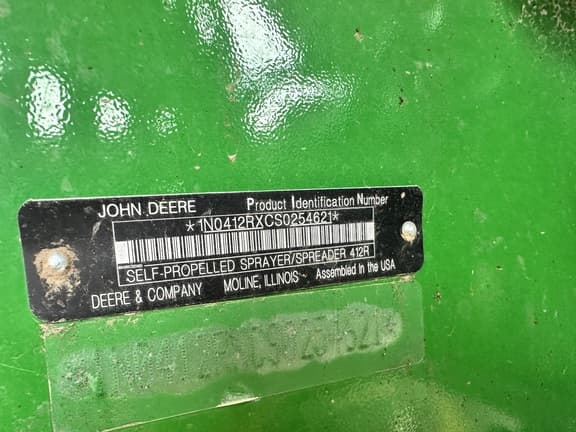 JOHN DEERE Product Identification Number
*1N0412RXCS0254621*
SELF-PROPELLED SPRAYER/SPREADER 412R
DEERE & COMPANY MOLINE, ILLINOIS Assembled in the USA